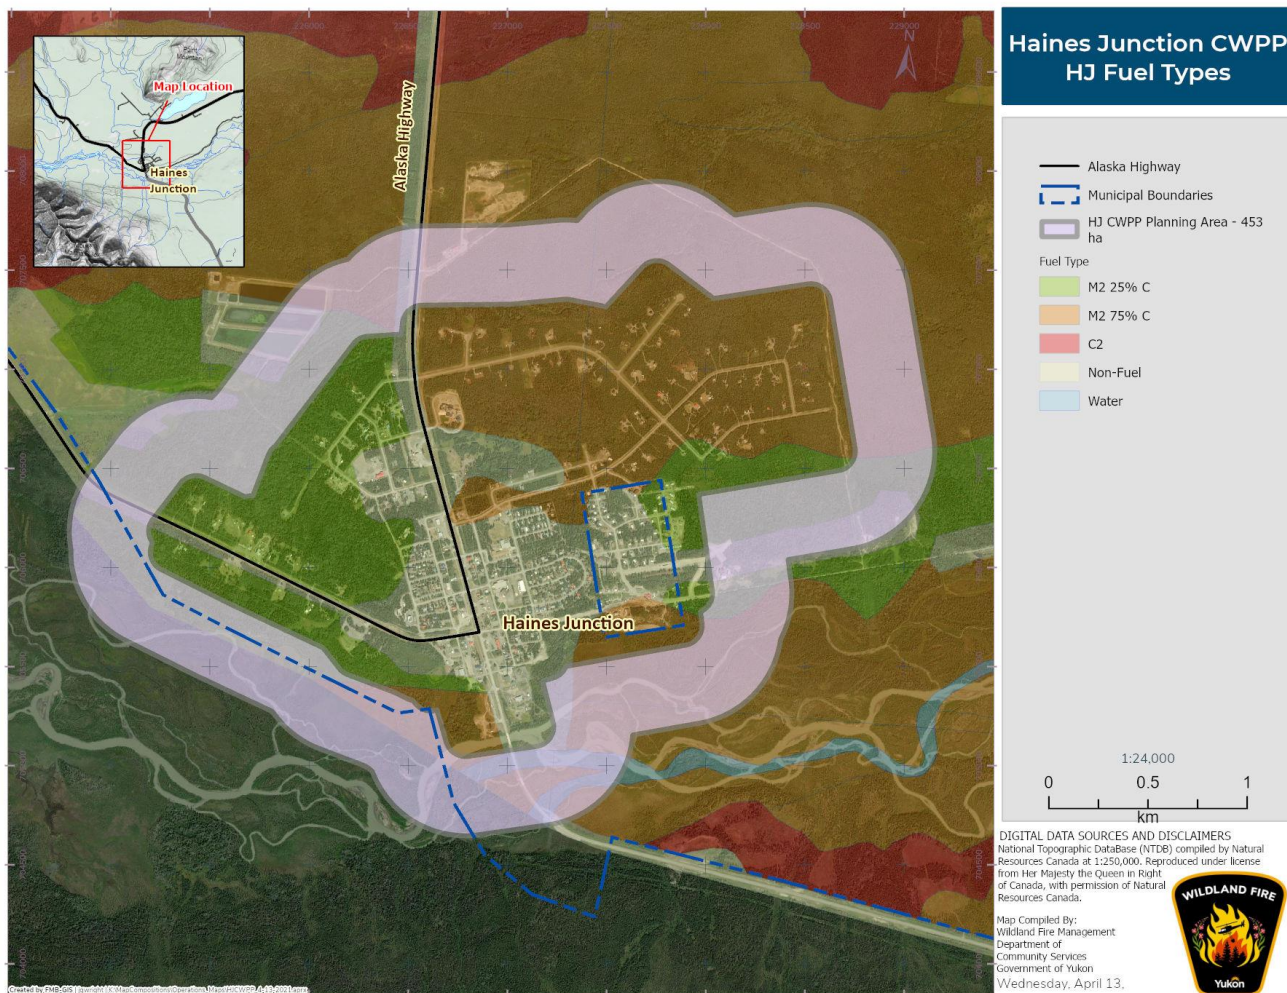 Haines Junction CWPP
HJ Fuel Types
Map Location
Haines
Junction
Alaska Highway
N
Haines Junction
Alaska Highway
Municipal Boundaries
HJ CWPP Planning Area - 453
ha
Fuel Type
M2 25% C
M2 75% C
C2
Non-Fuel
Water
1:24,000
0 0.5 1
km
DIGITAL DATA SOURCES AND DISCLAIMERS
National Topographic DataBase (NTDB) compiled by Natural
Resources Canada at 1:250,000. Reproduced under license
from Her Majesty the Queen in Right
of Canada, with permission of Natural
Resources Canada.
Map Compiled By:
Wildland Fire Management
Department of
Community Services
Government of Yukon
Wednesday, April 13,
WILDLAND FIRE
Yukon
Created by FMB-GIS